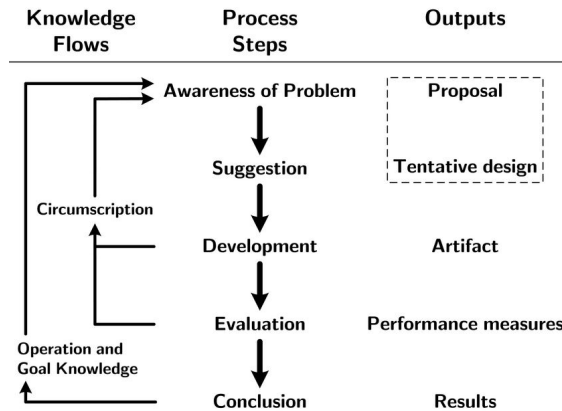 Knowledge Flows
Process Steps
Outputs
Awareness of Problem
Proposal
Suggestion
Tentative design
Circumscription
Development
Artifact
Evaluation
Performance measures
Operation and
Goal Knowledge
Conclusion
Results